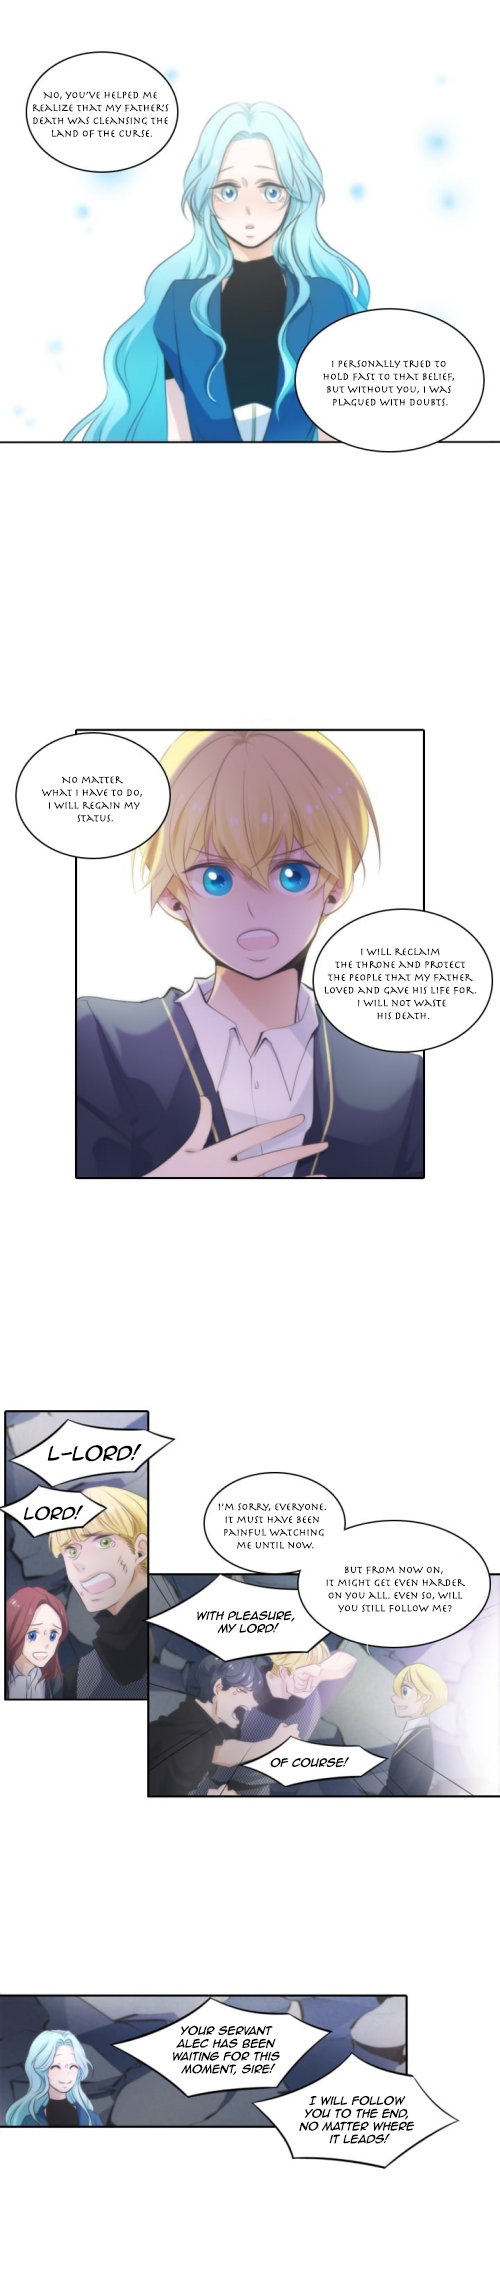 No, you've helped me
realize that my father's
death was cleansing the
land of the curse.
I personally tried to
hold fast to that belief,
but without you, I was
plagued with doubts.
No matter
what I have to do,
I will regain my
status.
I will reclaim
the throne and protect
the people that my father
loved and gave his life for.
I will not waste
his death.
L-LORD!
LORD!
I'm sorry, everyone.
It must have been
painful watching
me until now.
But from now on,
it might get even harder
on you all. Even so, will
you still follow me?
WITH PLEASURE,
MY LORD!
OF COURSE!
YOUR SERVANT
ALEC HAS BEEN
WAITING FOR THIS
MOMENT, SIRE!
I WILL FOLLOW
YOU TO THE END,
NO MATTER WHERE
IT LEADS!